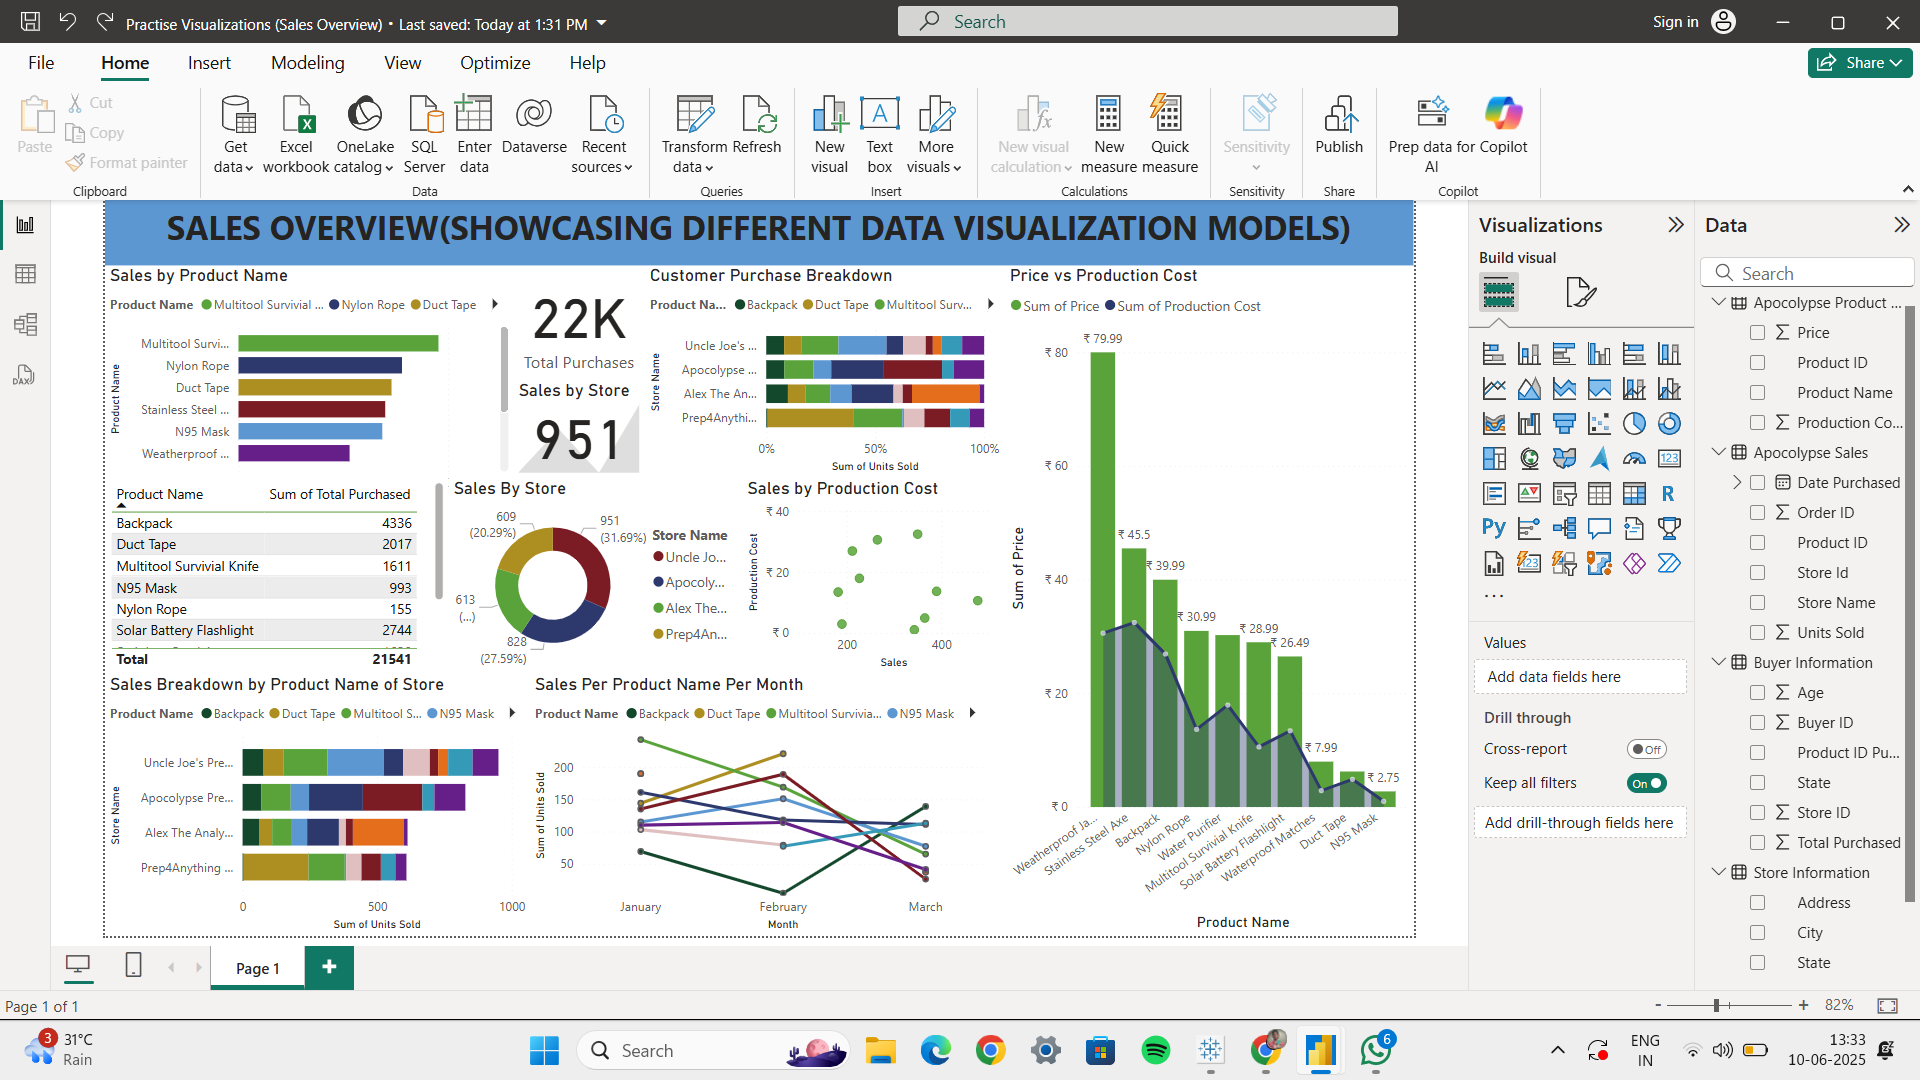 Practise Visualizations (Sales Overview) • Last saved: Today at 1:31 PM
Search
Sign in
File
Home
Insert
Modeling
View
Optimize
Help
Share
Paste
Cut
Copy
Format painter
Clipboard
Get data
Excel workbook
OneLake catalog
SQL Server
Enter data
Dataverse
Recent sources
Data
Transform data
Refresh
Queries
New visual
Text box
More visuals
Insert
New visual calculation
New measure
Quick measure
Calculations
Sensitivity
Sensitivity
Publish
Share
Prep data for AI
Copilot
Copilot
SALES OVERVIEW(SHOWCASING DIFFERENT DATA VISUALIZATION MODELS)
Sales by Product Name
Product Name Multitool Survivial ... Nylon Rope Duct Tape
Product Name
Multitool Survi...
Nylon Rope
Duct Tape
Stainless Steel ...
N95 Mask
Weatherproof ...
22K
Total Purchases
Sales by Store
951
Customer Purchase Breakdown
Product Na... Backpack Duct Tape Multitool Surv...
Store Name
Uncle Joe's ...
Apocolypse ...
Alex The An...
Prep4Anythi...
0% 50% 100%
Sum of Units Sold
Price vs Production Cost
Sum of Price Sum of Production Cost
Sum of Price
₹ 80
₹ 60
₹ 40
₹ 20
₹ 0
₹ 79.99
₹ 45.5
₹ 39.99
₹ 30.99
₹ 28.99
₹ 26.49
₹ 7.99
₹ 2.75
Weatherproof Ja...
Stainless Steel Axe
Backpack
Nylon Rope
Water Purifier
Multitool Survivial Knife
Solar Battery Flashlight
Waterproof Matches
Duct Tape
N95 Mask
Product Name
Product Name Sum of Total Purchased
Backpack 4336
Duct Tape 2017
Multitool Survivial Knife 1611
N95 Mask 993
Nylon Rope 155
Solar Battery Flashlight 2744
Total 21541
Sales By Store
609
(20.29%)
951
(31.69%)
613
(...)
828
(27.59%)
Store Name
Uncle Jo...
Apocoly...
Alex The...
Prep4An...
Sales by Production Cost
Production Cost
₹ 40
₹ 20
₹ 0
200 400
Sales
Sales Breakdown by Product Name of Store
Product Name Backpack Duct Tape Multitool S... N95 Mask
Store Name
Uncle Joe's Pre...
Apocolypse Pre...
Alex The Analy...
Prep4Anything ...
0 500 1000
Sum of Units Sold
Sales Per Product Name Per Month
Product Name Backpack Duct Tape Multitool Survivia... N95 Mask
Sum of Units Sold
200
150
100
50
January February March
Month
Visualizations
Build visual
123
R
Py
123
...
Values
Add data fields here
Drill through
Cross-report
Off
Keep all filters
On
Add drill-through fields here
Data
Search
Apocolypse Product ...
Price
Product ID
Product Name
Production Co...
Apocolypse Sales
Date Purchased
Order ID
Product ID
Store Id
Store Name
Units Sold
Buyer Information
Age
Buyer ID
Product ID Pu...
State
Store ID
Total Purchased
Store Information
Address
City
State
Page 1
Page 1 of 1
- + 82%
3
31°C
Rain
Search
6
ENG
IN
13:33
10-06-2025